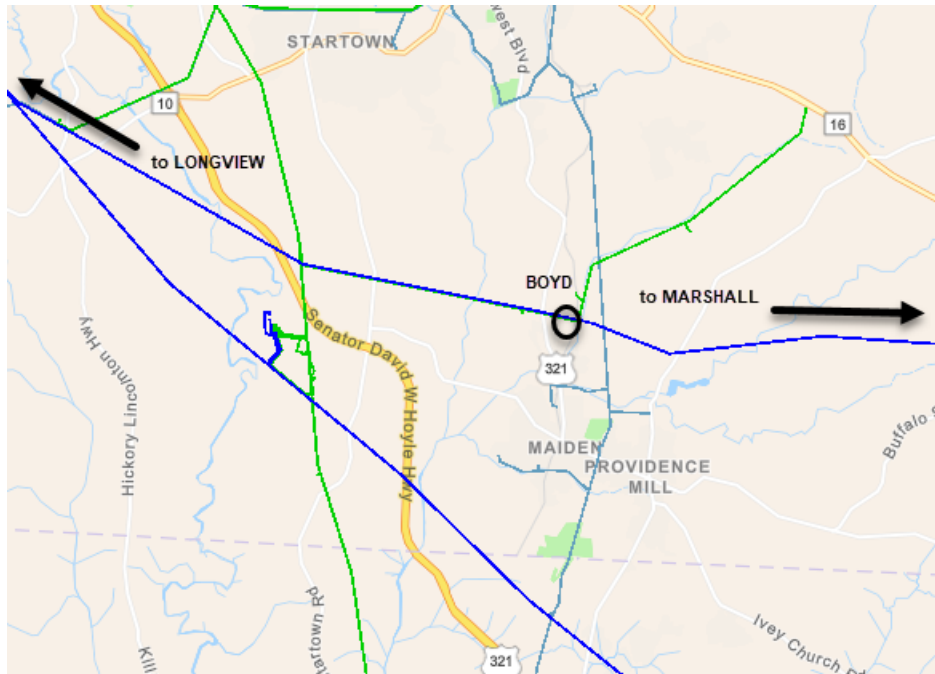 STARTOWN
west Blvd
10
16
to LONGVIEW
BOYD
to MARSHALL
Senator David W Hoyle Hwy
321
Hickory Lincolnton Hwy
Buffalo S
MAIDEN
PROVIDENCE
MILL
Startown R
Ivey Church Rd
Kill
321